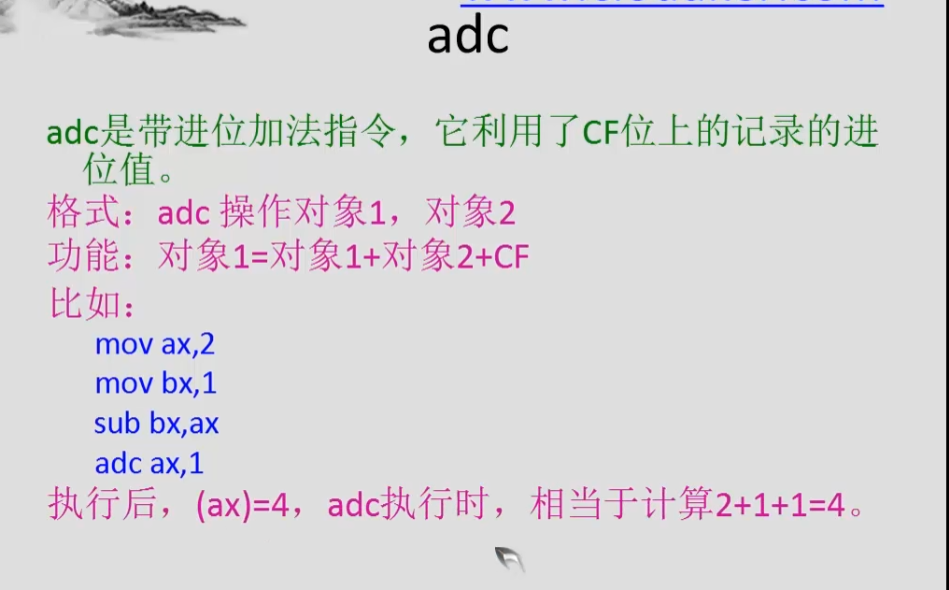 adc
adc是带进位加法指令，它利用了CF位上的记录的进
位值。
格式：adc 操作对象1，对象2
功能：对象1=对象1+对象2+CF
比如：
mov ax,2
mov bx,1
sub bx,ax
adc ax,1
执行后，(ax)=4，adc执行时，相当于计算2+1+1=4。